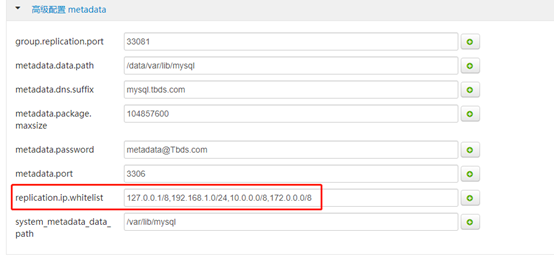 高级配置 metadata
group.replication.port 33081
metadata.data.path /data/var/lib/mysql
metadata.dns.suffix mysql.tbds.com
metadata.package.
maxsize 104857600
metadata.password metadata@Tbds.com
metadata.port 3306
replication.ip.whitelist 127.0.0.1/8,192.168.1.0/24,10.0.0.0/8,172.0.0.0/8
system_metadata_data_
path /var/lib/mysql